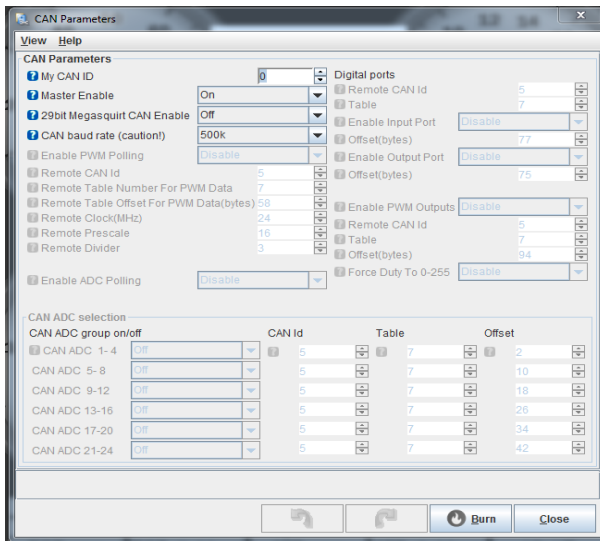 CAN Parameters
View Help
CAN Parameters
My CAN ID 0
Master Enable On
29bit Megasquirt CAN Enable Off
CAN baud rate (caution!) 500k
Enable PWM Polling Disable
Remote CAN Id 5
Remote Table Number For PWM Data 7
Remote Table Offset For PWM Data(bytes) 58
Remote Clock(MHz) 24
Remote Prescale 16
Remote Divider 3
Enable ADC Polling Disable
Digital ports
Remote CAN Id 5
Table 7
Enable Input Port Disable
Offset(bytes) 77
Enable Output Port Disable
Offset(bytes) 75
Enable PWM Outputs Disable
Remote CAN Id 5
Table 7
Offset(bytes) 94
Force Duty To 0-255 Disable
CAN ADC selection
CAN ADC group on/off CAN Id Table Offset
CAN ADC 1- 4 Off 5 7 2
CAN ADC 5- 8 Off 5 7 10
CAN ADC 9-12 Off 5 7 18
CAN ADC 13-16 Off 5 7 26
CAN ADC 17-20 Off 5 7 34
CAN ADC 21-24 Off 5 7 42
Burn Close